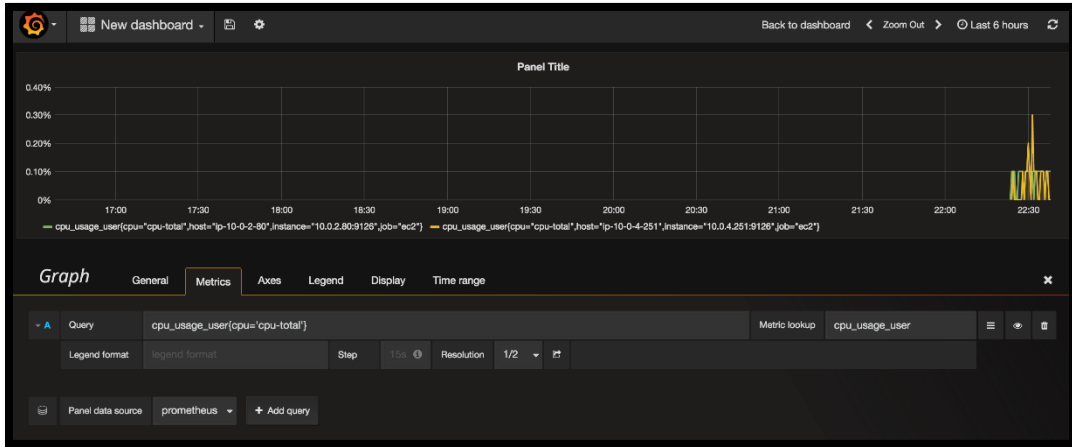 New dashboard
Back to dashboard Zoom Out Last 6 hours
Panel Title
0.40%
0.30%
0.20%
0.10%
0%
17:00 17:30 18:00 18:30 19:00 19:30 20:00 20:30 21:00 21:30 22:00 22:30
cpu_usage_user{cpu="cpu-total",host="ip-10-0-2-80",instance="10.0.2.80:9126",job="ec2"} cpu_usage_user{cpu="cpu-total",host="ip-10-0-4-251",instance="10.0.4.251:9126",job="ec2"}
Graph General Metrics Axes Legend Display Time range
A Query cpu_usage_user{cpu='cpu-total'} Metric lookup cpu_usage_user
Legend format legend format Step 15s Resolution 1/2
Panel data source prometheus + Add query